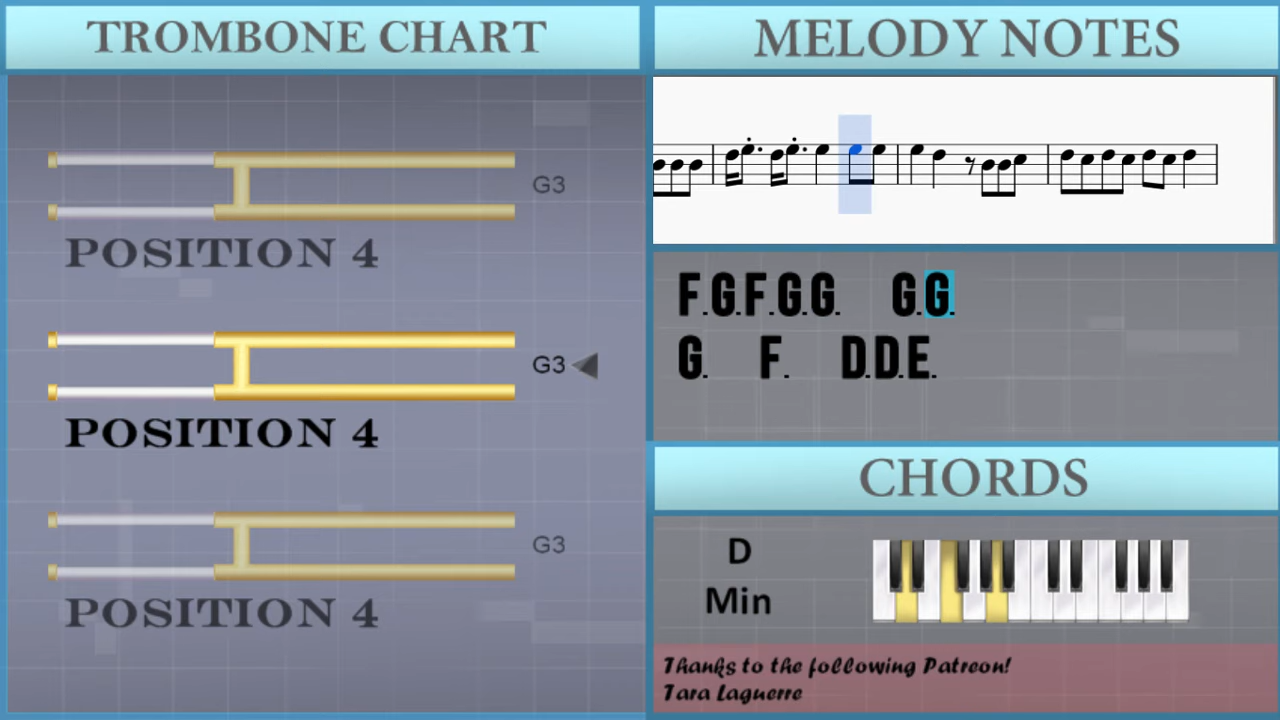 TROMBONE CHART
G3
POSITION 4
G3
POSITION 4
G3
POSITION 4
MELODY NOTES
F.G.F.G.G. G.G.
G. F. D.D.E.
CHORDS
D
Min
Thanks to the following Patreon!
Tara Laguerre